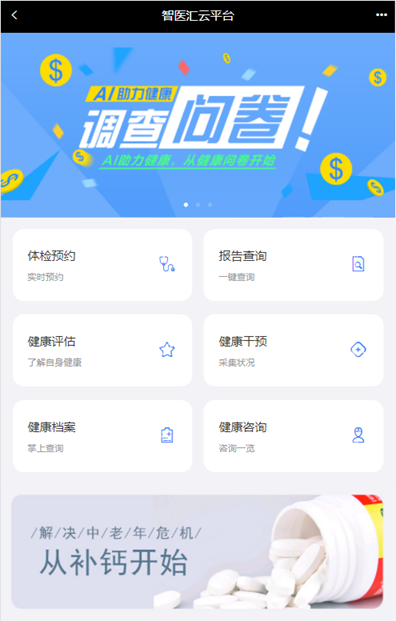 智医汇云平台
AI助力健康
调查问卷!
AI助力健康，从健康问卷开始
体检预约
实时预约
报告查询
一键查询
健康评估
了解自身健康
健康干预
采集状况
健康档案
掌上查询
健康咨询
咨询一览
/解/决/中/老/年/危/机/
从补钙开始